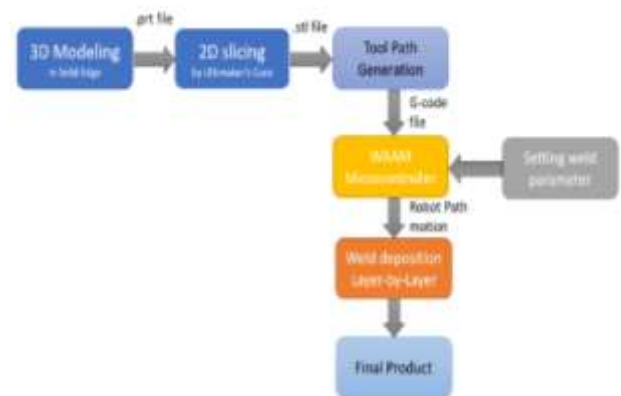 .prt file
.stl file
3D Modeling
in Solid Edge
2D slicing
by Ultimaker's Cura
Tool Path
Generation
G-code
file
WAAM
Microcontroller
Setting weld
parameter
Robot Path
motion
Weld deposition
Layer-by-Layer
Final Product